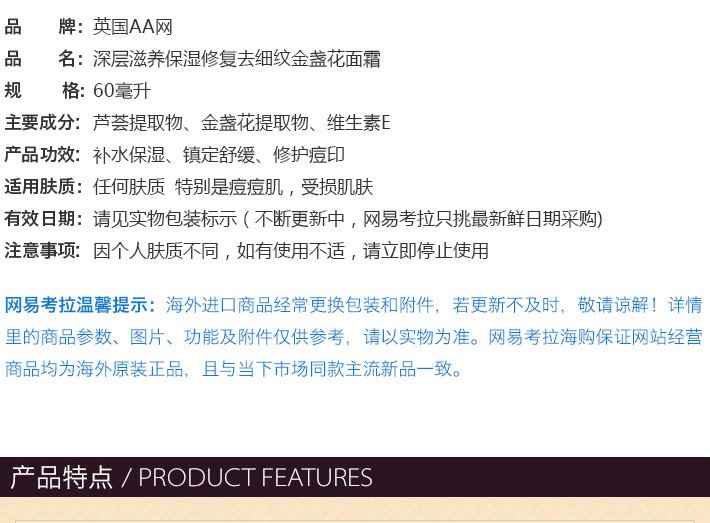 品 牌：英国AA网
品 名：深层滋养保湿修复去细纹金盏花面霜
规 格：60毫升
主要成分：芦荟提取物、金盏花提取物、维生素E
产品功效：补水保湿、镇定舒缓、修护痘印
适用肤质：任何肤质 特别是痘痘肌，受损肌肤
有效日期：请见实物包装标示（不断更新中，网易考拉只挑最新鲜日期采购)
注意事项：因个人肤质不同，如有使用不适，请立即停止使用
网易考拉温馨提示：海外进口商品经常更换包装和附件，若更新不及时，敬请谅解！详情
里的商品参数、图片、功能及附件仅供参考，请以实物为准。网易考拉海购保证网站经营
商品均为海外原装正品，且与当下市场同款主流新品一致。
产品特点 / PRODUCT FEATURES